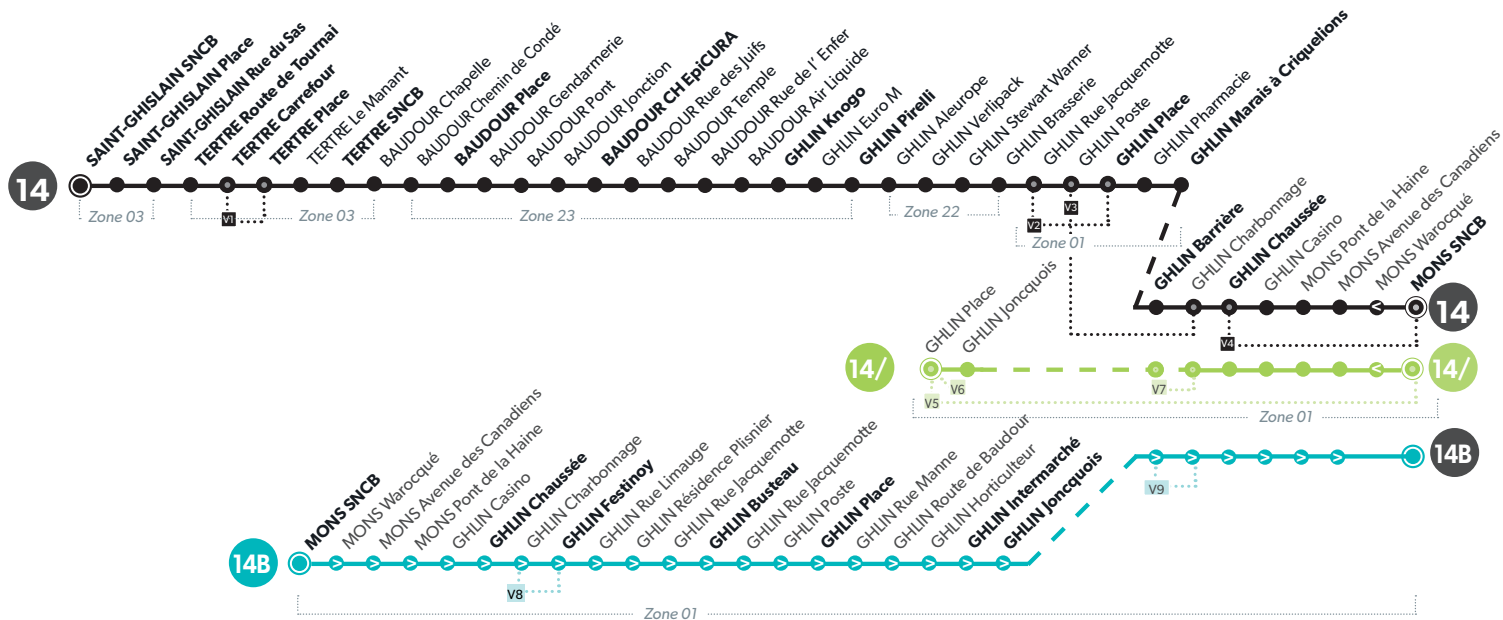 14
SAINT-GHISLAIN SNCB
SAINT-GHISLAIN Place
SAINT-GHISLAIN Rue du Sas
TERTRE Route de Tournai
TERTRE Carrefour
TERTRE Place
TERTRE Le Manant
TERTRE SNCB
BAUDOUR Chapelle
BAUDOUR Chemin de Condé
BAUDOUR Place
BAUDOUR Gendarmerie
BAUDOUR Pont
BAUDOUR Jonction
BAUDOUR CH EpiCURA
BAUDOUR Rue des Juifs
BAUDOUR Temple
BAUDOUR Rue de l' Enfer
BAUDOUR Air Liquide
GHLIN Knogo
GHLIN Euro M
GHLIN Pirelli
GHLIN Aleurope
GHLIN Verlipack
GHLIN Stewart Warner
GHLIN Brasserie
GHLIN Rue Jacquemotte
GHLIN Poste
GHLIN Place
GHLIN Pharmacie
GHLIN Marais à Criquelions
Zone 03
V1
Zone 03
Zone 23
Zone 22
V2
V3
Zone 01
GHLIN Barrière
GHLIN Charbonnage
GHLIN Chaussée
GHLIN Casino
MONS Pont de la Haine
MONS Avenue des Canadiens
MONS Warocqué
MONS SNCB
14
V4
14/
GHLIN Place
GHLIN Joncquois
14/
V5
V6
V7
Zone 01
14B
MONS SNCB
MONS Warocqué
MONS Avenue des Canadiens
MONS Pont de la Haine
GHLIN Casino
GHLIN Chaussée
GHLIN Charbonnage
GHLIN Festinoy
GHLIN Rue Limauge
GHLIN Résidence Plisnier
GHLIN Rue Jacquemotte
GHLIN Busteau
GHLIN Rue Jacquemotte
GHLIN Poste
GHLIN Place
GHLIN Rue Manne
GHLIN Route de Baudour
GHLIN Horticulteur
GHLIN Intermarché
GHLIN Joncquois
14B
V9
V8
Zone 01